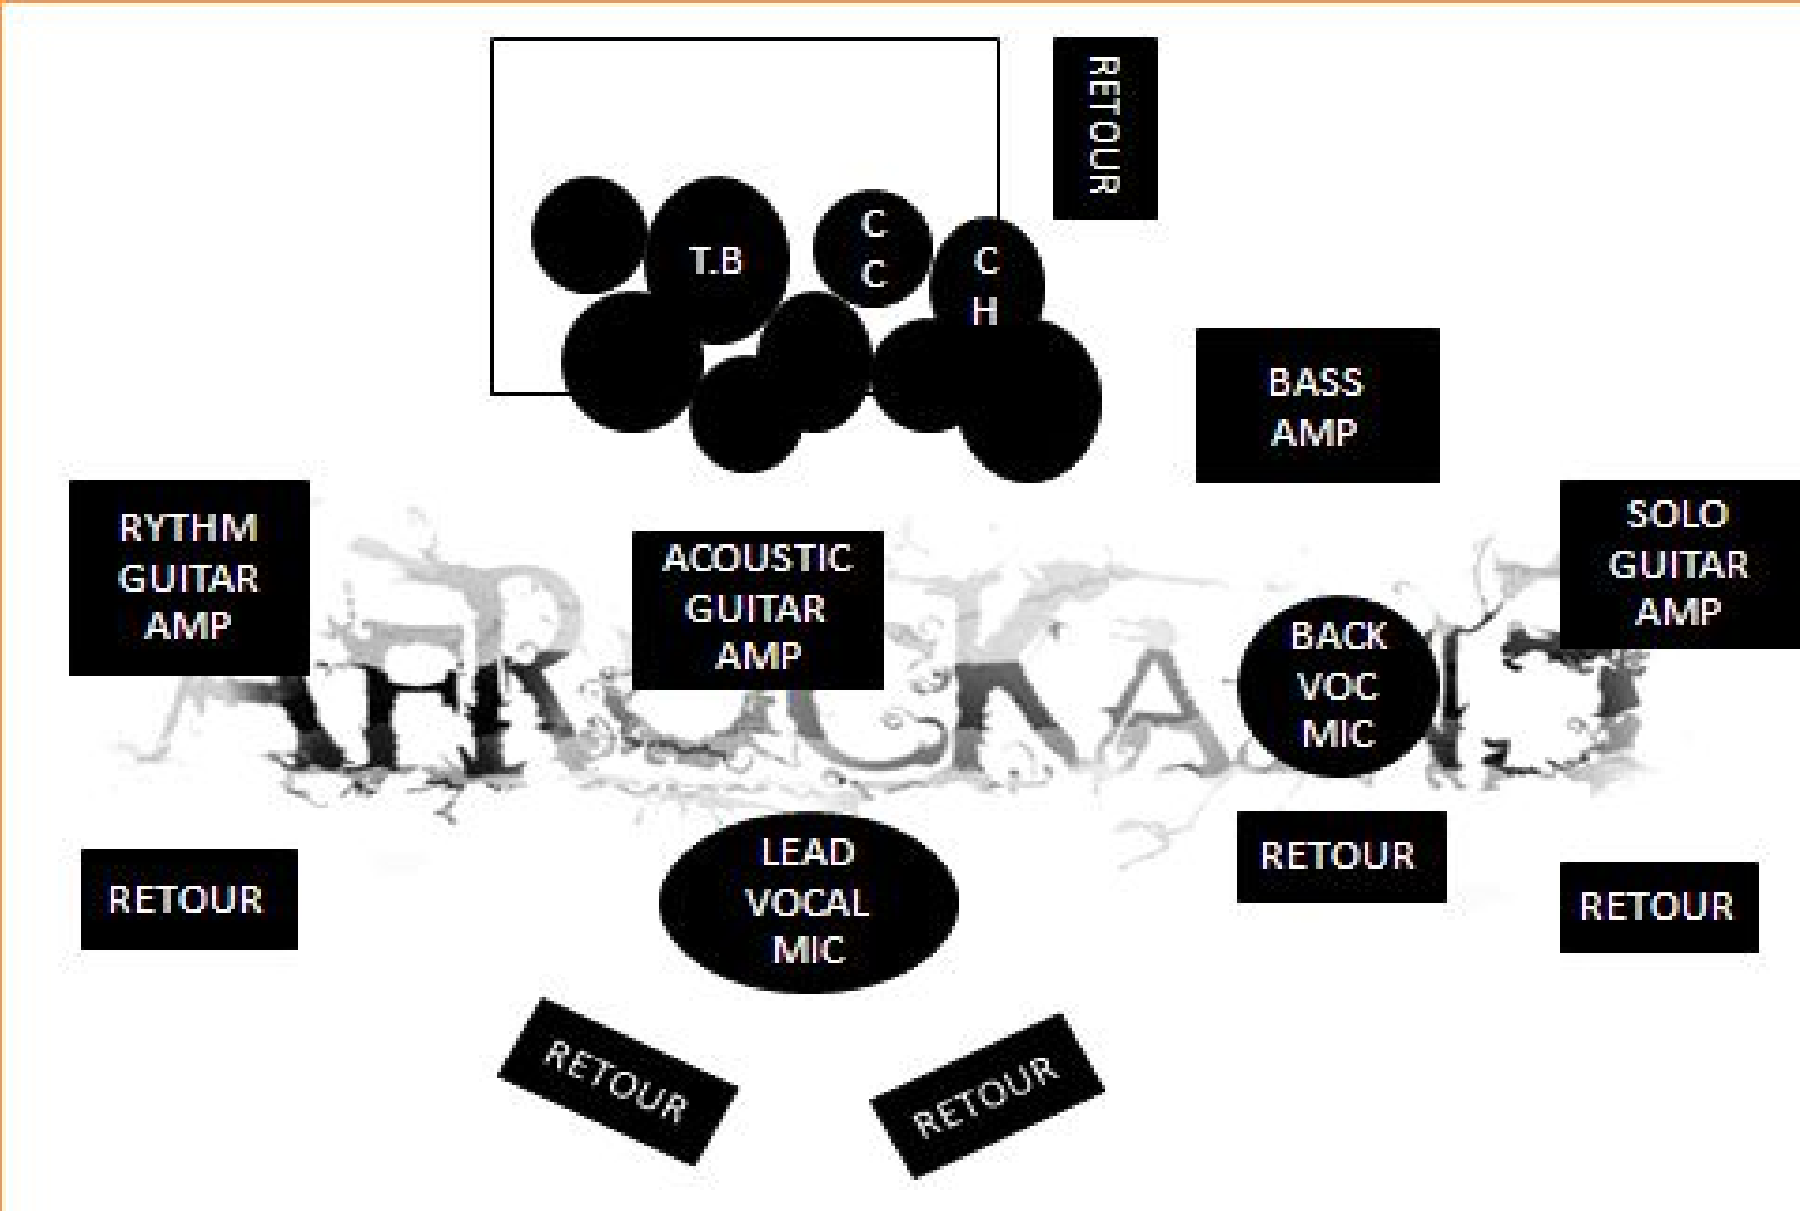 RETOUR
T.B
C
C
C
H
BASS
AMP
RYTHM
GUITAR
AMP
ACOUSTIC
GUITAR
AMP
SOLO
GUITAR
AMP
BACK
VOC
MIC
RETOUR
LEAD
VOCAL
MIC
RETOUR
RETOUR
RETOUR
RETOUR